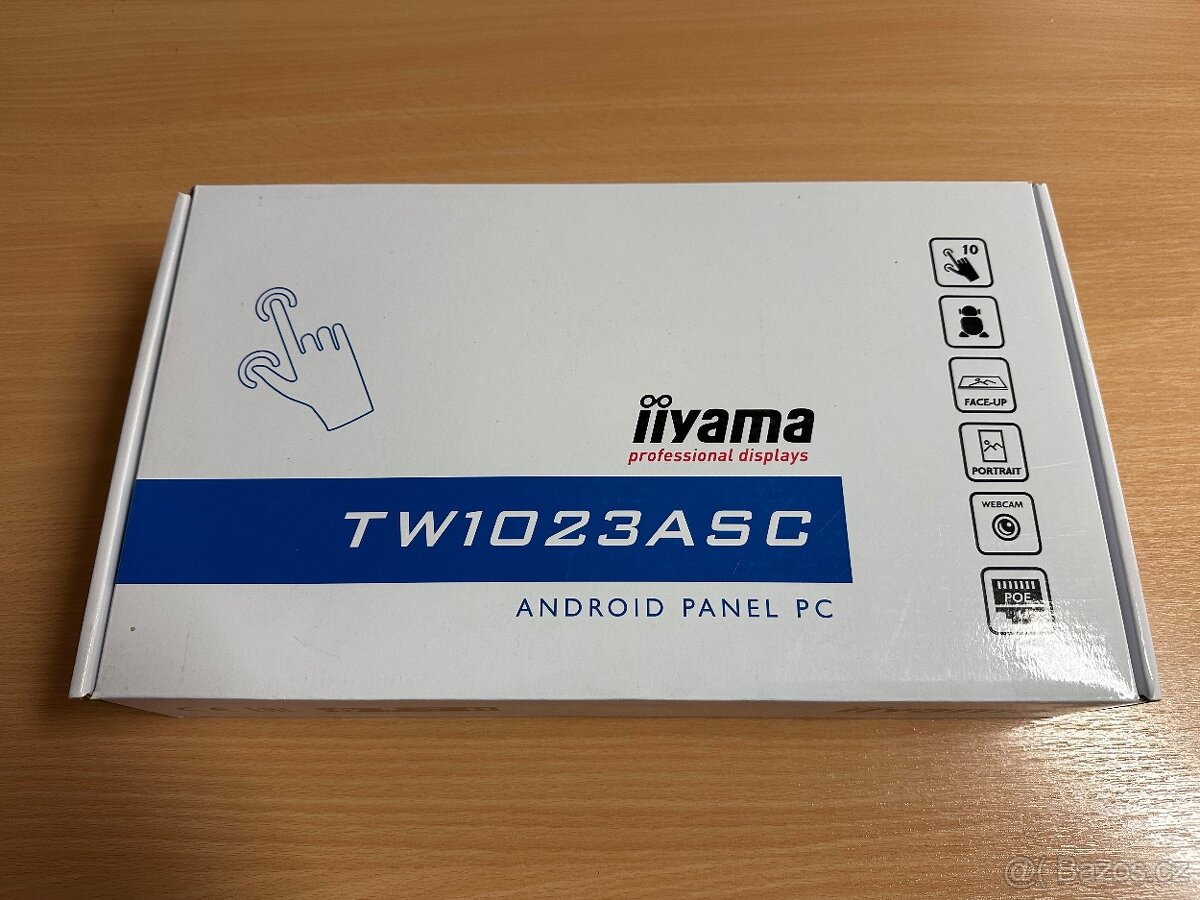 10
FACE-UP
iiyama
professional displays
PORTRAIT
WEBCAM
TW1023ASC
POE
ANDROID PANEL PC
@( Bazos.cz